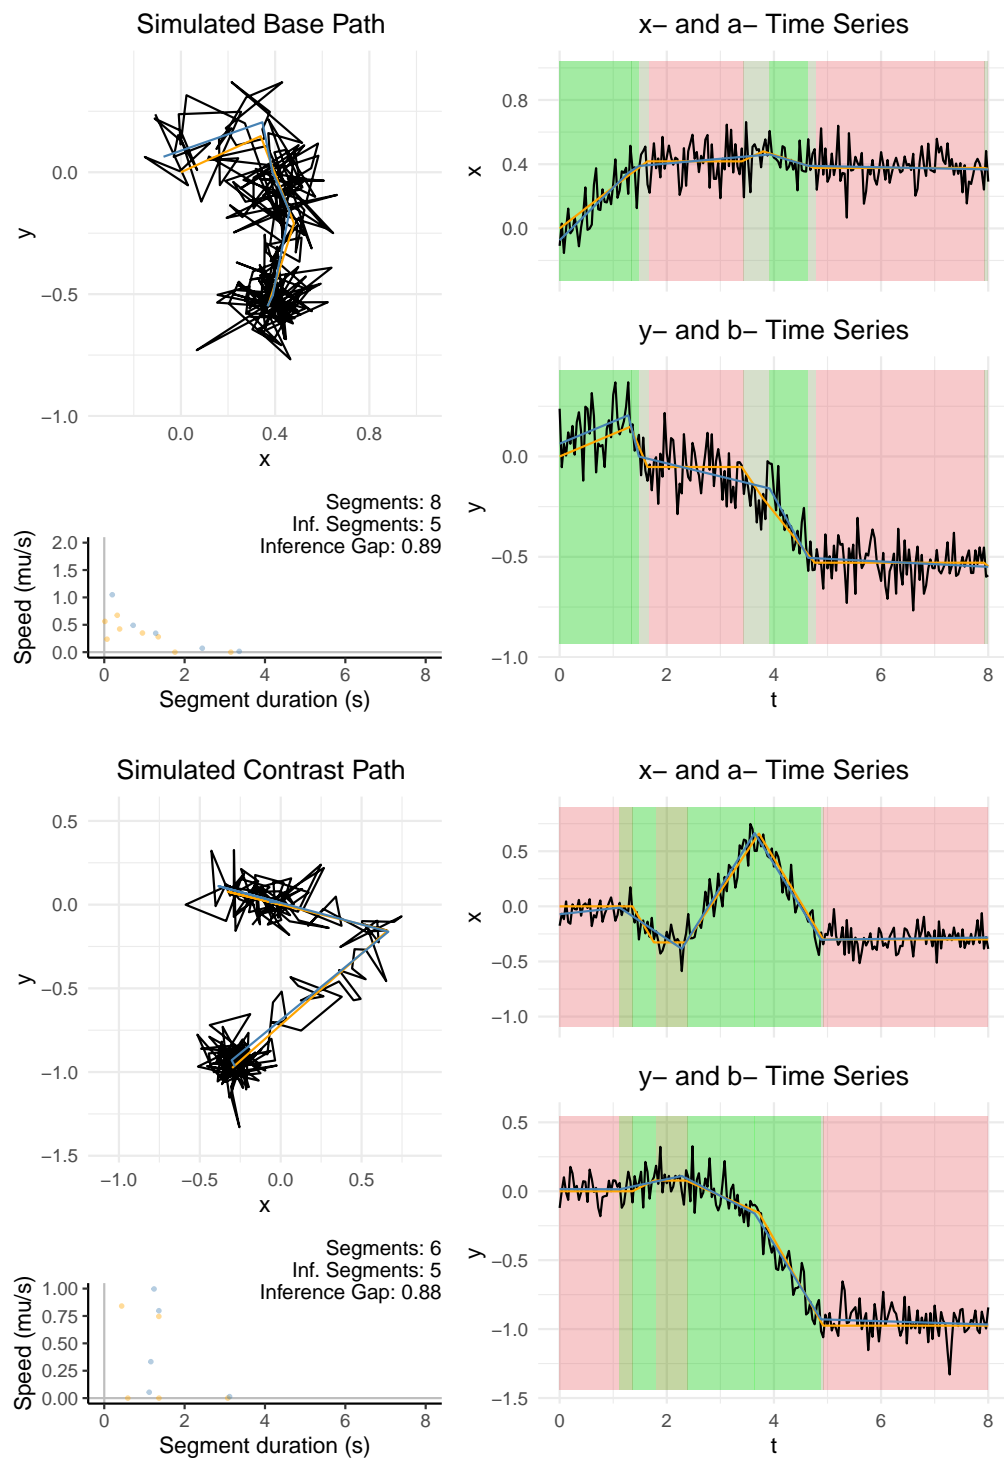 Simulated Base Path
0.0
−0.5
−1.0
y
0.0
0.4
0.8
x
Segments: 8
Inf. Segments: 5
Inference Gap: 0.89
2.0
1.5
1.0
0.5
0.0
Speed (mu/s)
0
2
4
6
8
Segment duration (s)
x− and a− Time Series
0.8
0.4
0.0
x
y− and b− Time Series
0.0
−0.5
−1.0
y
0
2
4
6
8
t
Simulated Contrast Path
0.5
0.0
−0.5
−1.0
−1.5
y
−1.0
−0.5
0.0
0.5
x
Segments: 6
Inf. Segments: 5
Inference Gap: 0.88
1.00
0.75
0.50
0.25
0.00
Speed (mu/s)
0
2
4
6
8
Segment duration (s)
x− and a− Time Series
0.5
0.0
−0.5
−1.0
x
y− and b− Time Series
0.5
0.0
−0.5
−1.0
−1.5
y
0
2
4
6
8
t